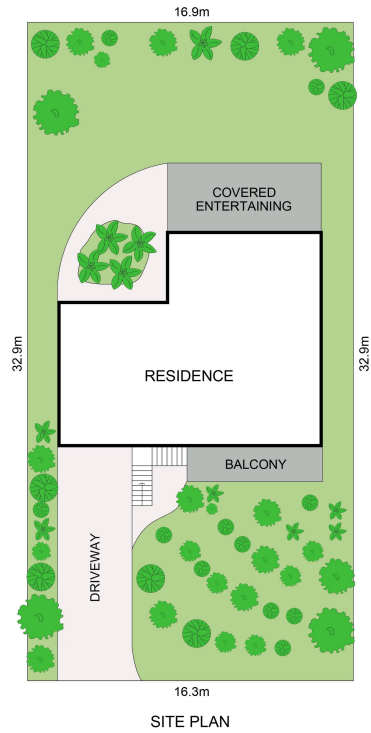 16.9m
COVERED
ENTERTAINING
32.9m
32.9m
RESIDENCE
BALCONY
DRIVEWAY
16.3m
SITE PLAN